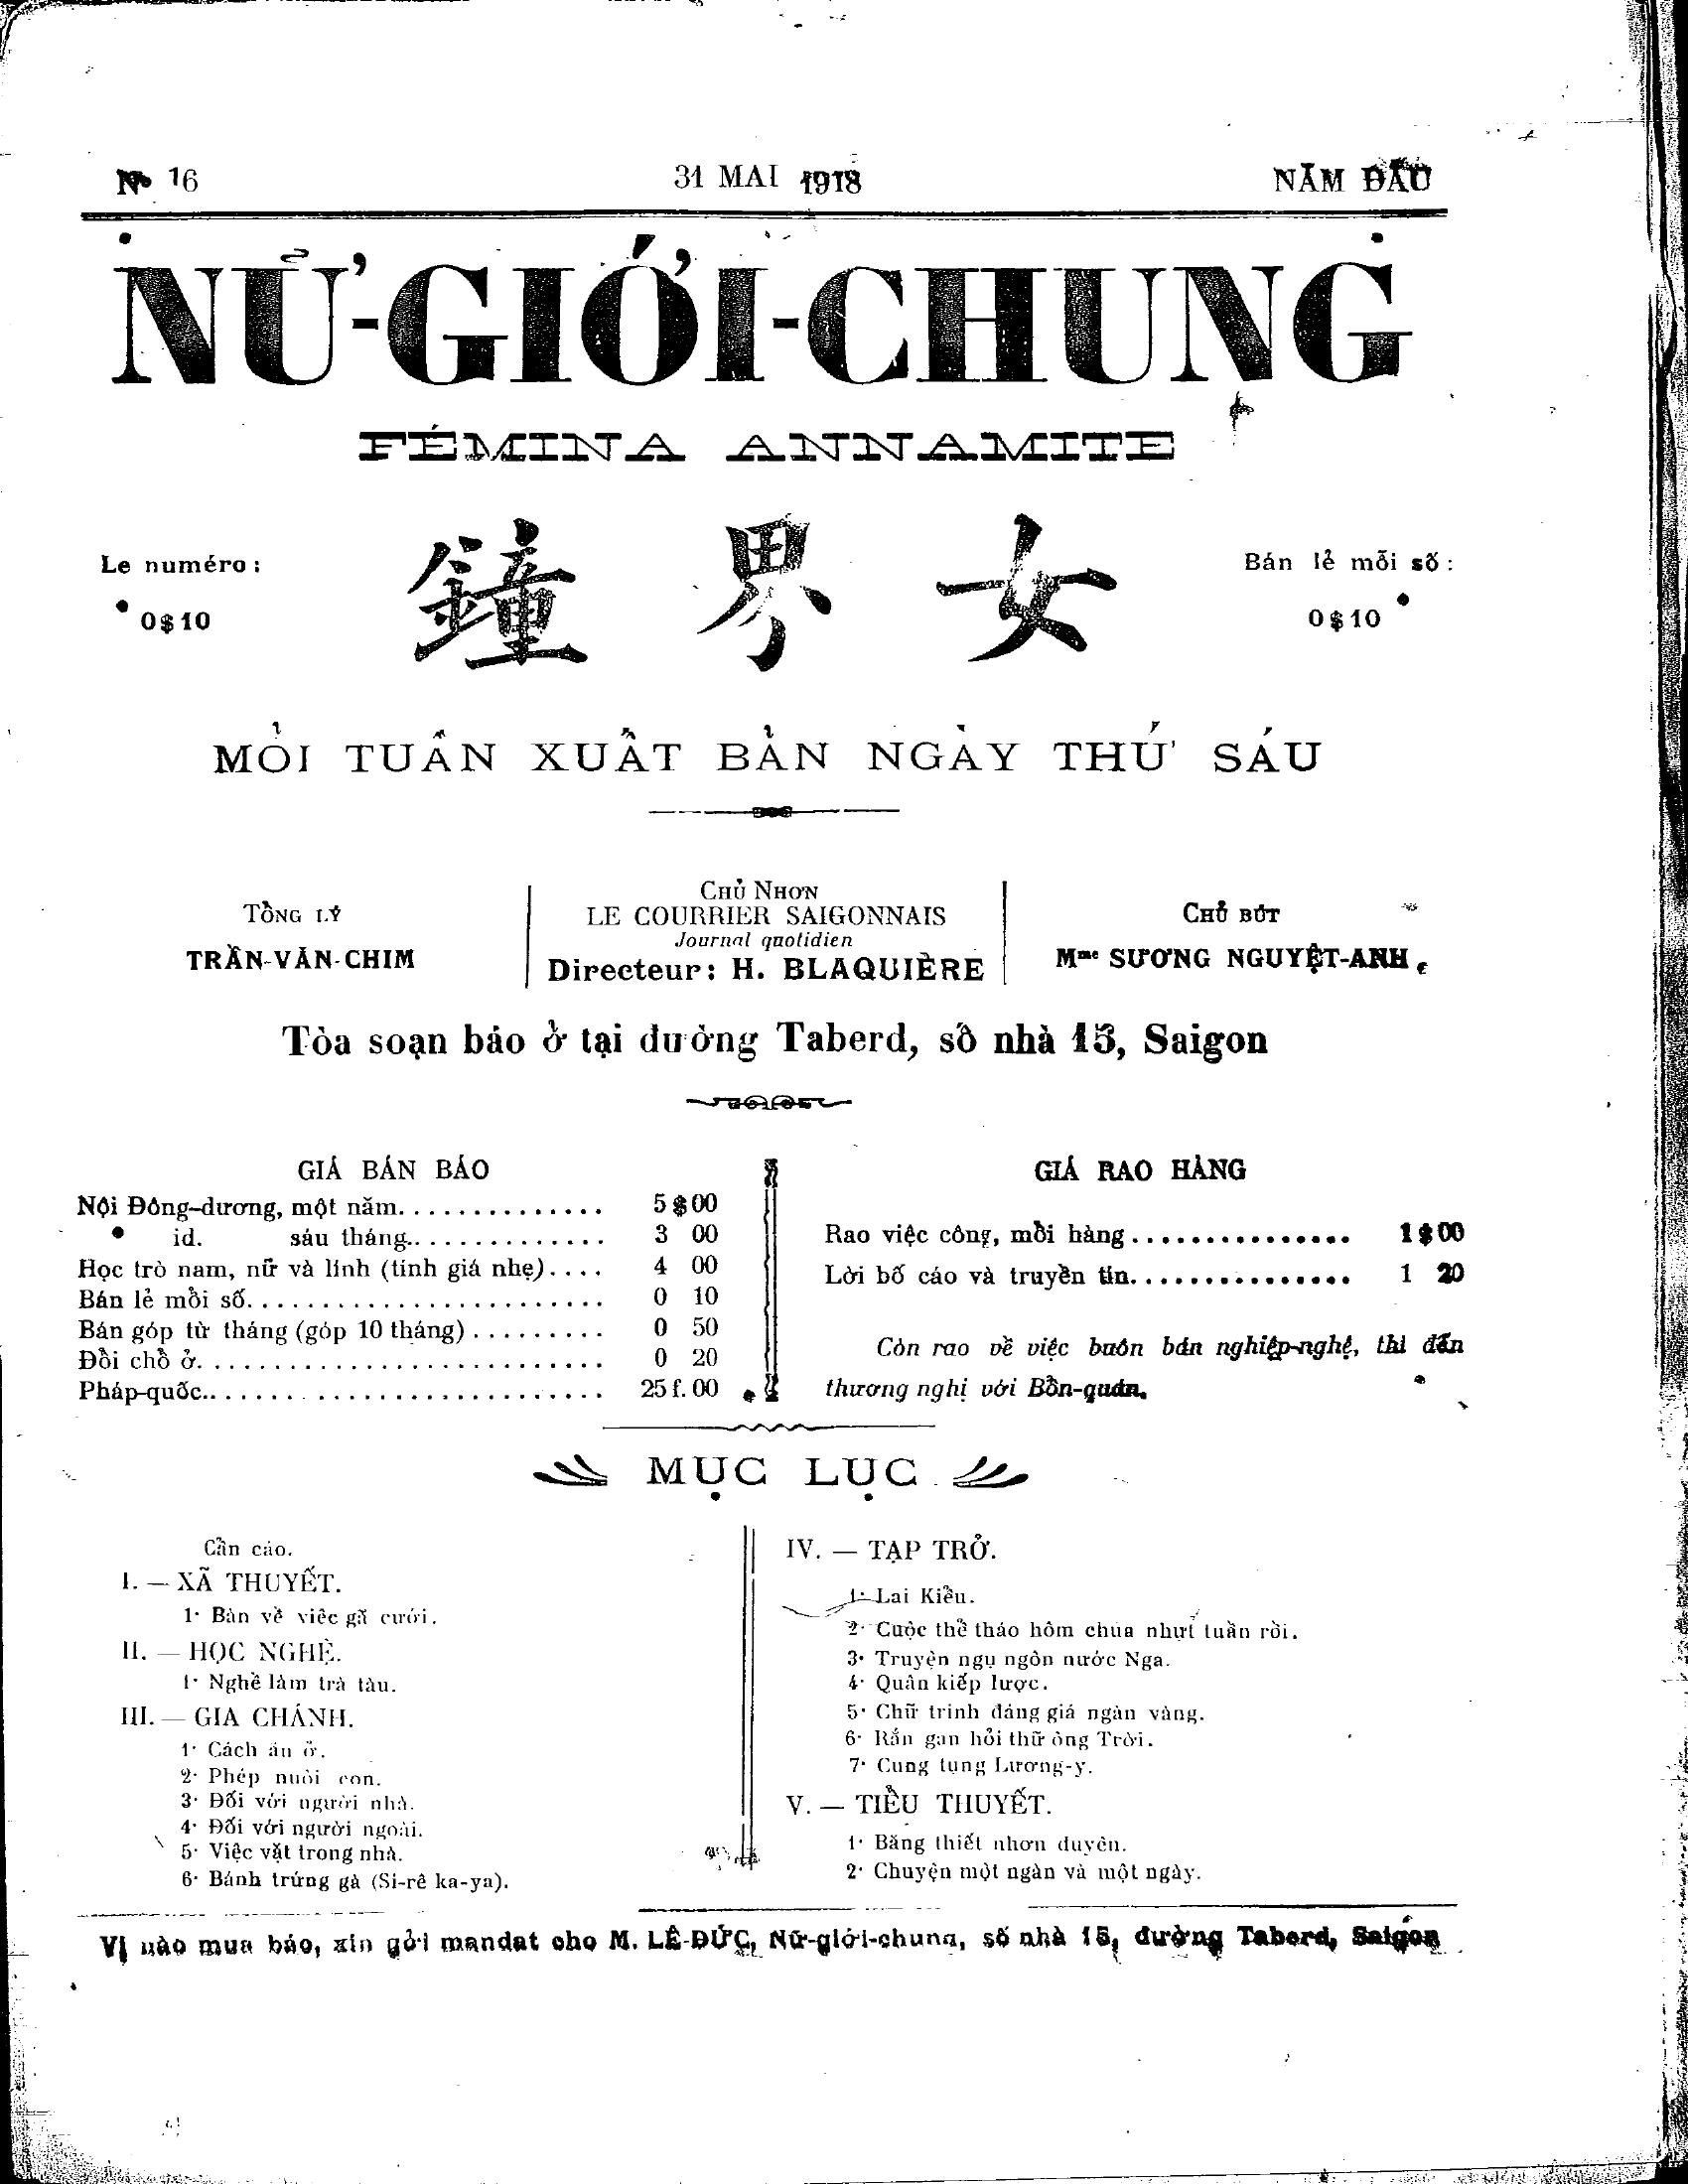 No 16 31 MAI 1918 NĂM ĐẦU
NỮ-GIỚI-CHUNG
FÉMINA ANNAMITE
鐘 界 女
Le numéro:
0$10
Bán lẻ mỗi số:
0$10
MỖI TUẦN XUẤT BẢN NGÀY THỨ SÁU
TỔNG LÝ
TRẦN-VĂN-CHIM
CHỦ NHƠN
LE COURRIER SAIGONNAIS
Journal quotidien
Directeur: H. BLAQUIÈRE
CHỦ BÚT
Mme SƯƠNG NGUYỆT-ANH
Tòa soạn báo ở tại đường Taberd, số nhà 15, Saigon
GIÁ BÁN BÁO
Nội Đông-dương, một năm.............. 5$00
id. sáu tháng.............. 3 00
Học trò nam, nữ và lính (tính giá nhẹ).... 4 00
Bán lẻ mỗi số........................ 0 10
Bán góp từ tháng (góp 10 tháng)......... 0 50
Đổi chỗ ở............................ 0 20
Pháp-quốc............................ 25 f. 00
GIÁ RAO HÀNG
Rao việc công, mỗi hàng............... 1$00
Lời bố cáo và truyền tin............... 1 20
Còn rao về việc buôn bán nghiệp-nghệ, thì đến
thương nghị với Bổn-quán.
MỤC LỤC
Cẩn cáo.
I. — XÃ THUYẾT.
1· Bàn về việc gã cưới.
II. — HỌC NGHỆ.
1· Nghề làm trà tàu.
III. — GIA CHÁNH.
1· Cách ăn ở.
2· Phép nuôi con.
3· Đối với người nhà.
4· Đối với người ngoài.
5· Việc vặt trong nhà.
6· Bánh trứng gà (Si-rê ka-ya).
IV. — TẠP TRỞ.
1· Lai Kiều.
2· Cuộc thể tháo hôm chúa nhựt tuần rồi.
3· Truyện ngụ ngôn nước Nga.
4· Quân kiếp lược.
5· Chữ trinh đáng giá ngàn vàng.
6· Rắn gan hỏi thử ông Trời.
7· Cung tụng Lương-y.
V. — TIỂU THUYẾT.
1· Băng thiết nhơn duyên.
2· Chuyện một ngàn và một ngày.
Vị nào mua báo, xin gởi mandat cho M. LÊ-ĐỨC, Nữ-giới-chung, số nhà 15, đường Taberd, Saigon